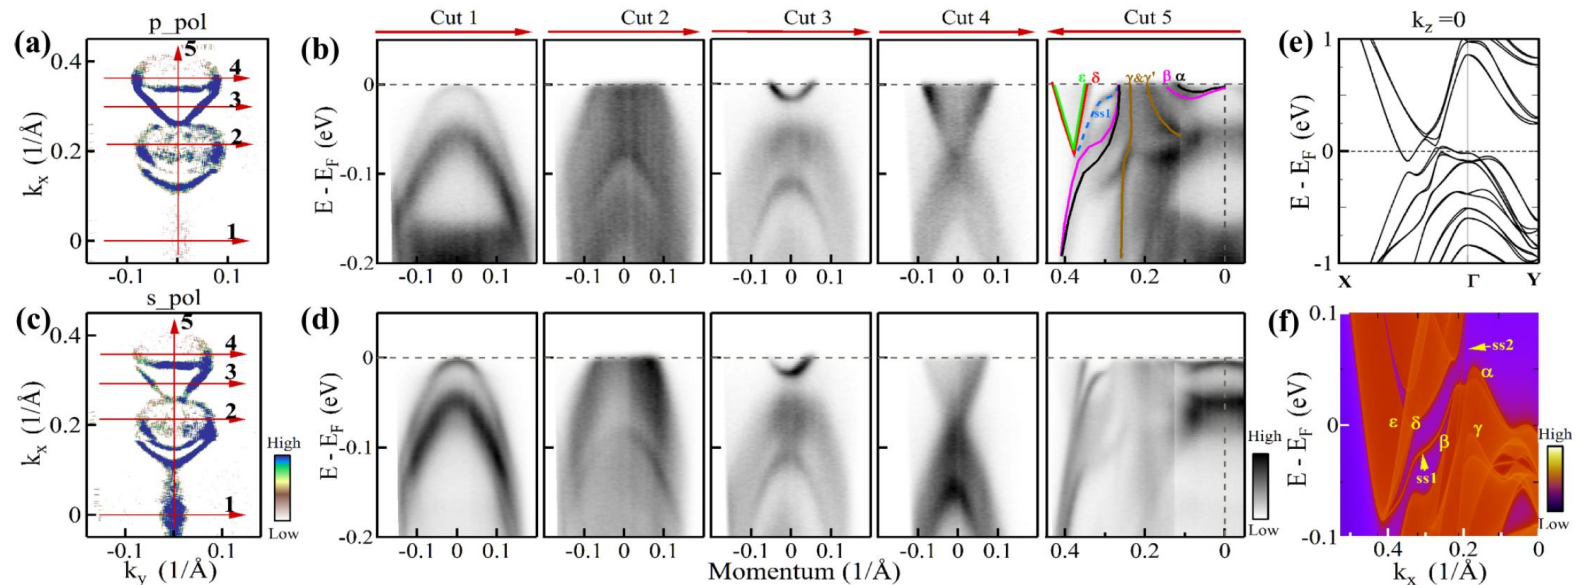 p_pol
Cut 1
Cut 2
Cut 3
Cut 4
Cut 5
k_z =0
(a)
(b)
(e)
5
4
3
2
1
0.4
0.2
0
k_x (1/Å)
-0.1
0.1
E - E_F (eV)
0
-0.1
-0.2
-0.1 0 0.1
-0.1 0 0.1
-0.1 0 0.1
-0.1 0 0.1
0.4 0.2 0
ε δ γ&γ' β α
ss1
E - E_F (eV)
1
0
-1
X Γ Y
s_pol
(c)
(d)
(f)
5
4
3
2
1
0.4
0.2
0
k_x (1/Å)
-0.1 0.1
k_y (1/Å)
High
Low
E - E_F (eV)
0
-0.1
-0.2
-0.1 0 0.1
-0.1 0 0.1
-0.1 0 0.1
-0.1 0 0.1
0.4 0.2 0
Momentum (1/Å)
High
Low
E - E_F (eV)
0.1
0
-0.1
ss2
α
ε δ β γ
ss1
0.4 0.2 0
k_x (1/Å)
High
Low